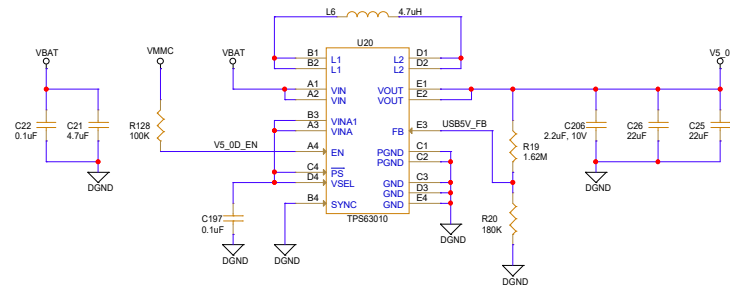 L6 4.7uH
VBAT
VMMC
VBAT
U20
V5_0
B1 L1 L2 D1
B2 L1 L2 D2
A1 VIN VOUT E1
A2 VIN VOUT E2
B3 VINA1
A3 VINA FB E3 USB5V_FB
V5_0D_EN A4 EN PGND C1
PGND C2
C4 PS GND C3
D4 VSEL GND D3
B4 SYNC GND E4
TPS63010
C22
0.1uF
C21
4.7uF
R128
100K
C197
0.1uF
R19
1.62M
R20
180K
C206
2.2uF, 10V
C26
22uF
C25
22uF
DGND
DGND
DGND
DGND
DGND
DGND